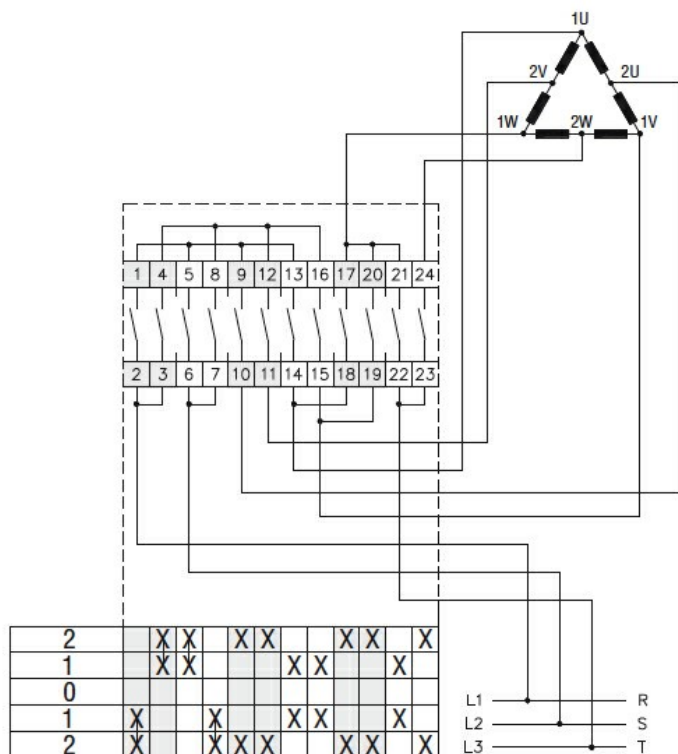 1U
2V 2U
1W 2W 1V
1 4 5 8 9 12 13 16 17 20 21 24
2 3 6 7 10 11 14 15 18 19 22 23
2 X X X X X X X
1 X X X X X
0
1 X X X X X
2 X X X X X X X
L1 R
L2 S
L3 T